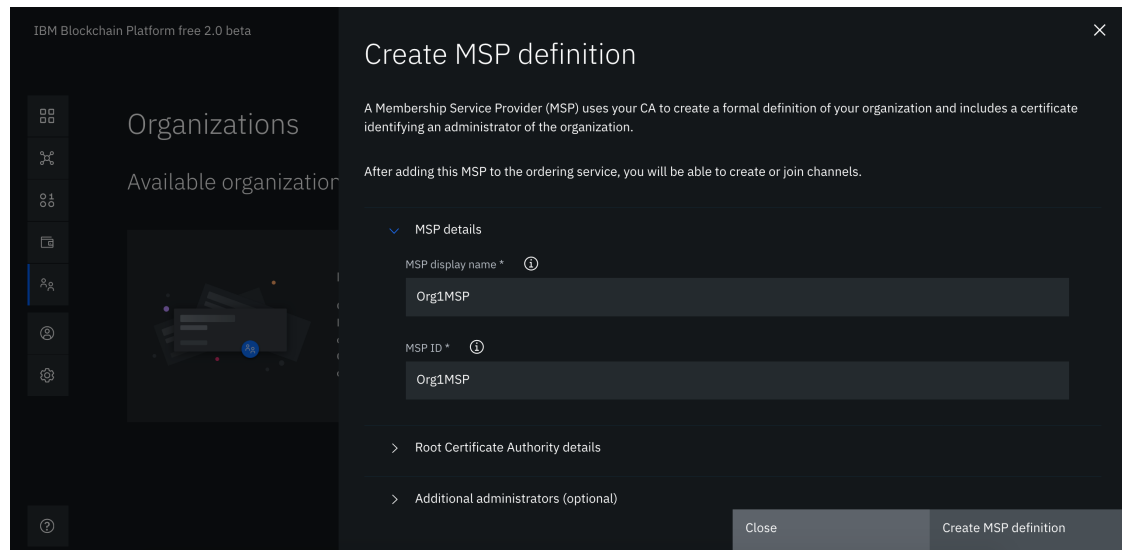 IBM Blockchain Platform free 2.0 beta
Organizations
Available organization
Create MSP definition
A Membership Service Provider (MSP) uses your CA to create a formal definition of your organization and includes a certificate
identifying an administrator of the organization.
After adding this MSP to the ordering service, you will be able to create or join channels.
MSP details
MSP display name *
Org1MSP
MSP ID *
Org1MSP
Root Certificate Authority details
Additional administrators (optional)
Close
Create MSP definition